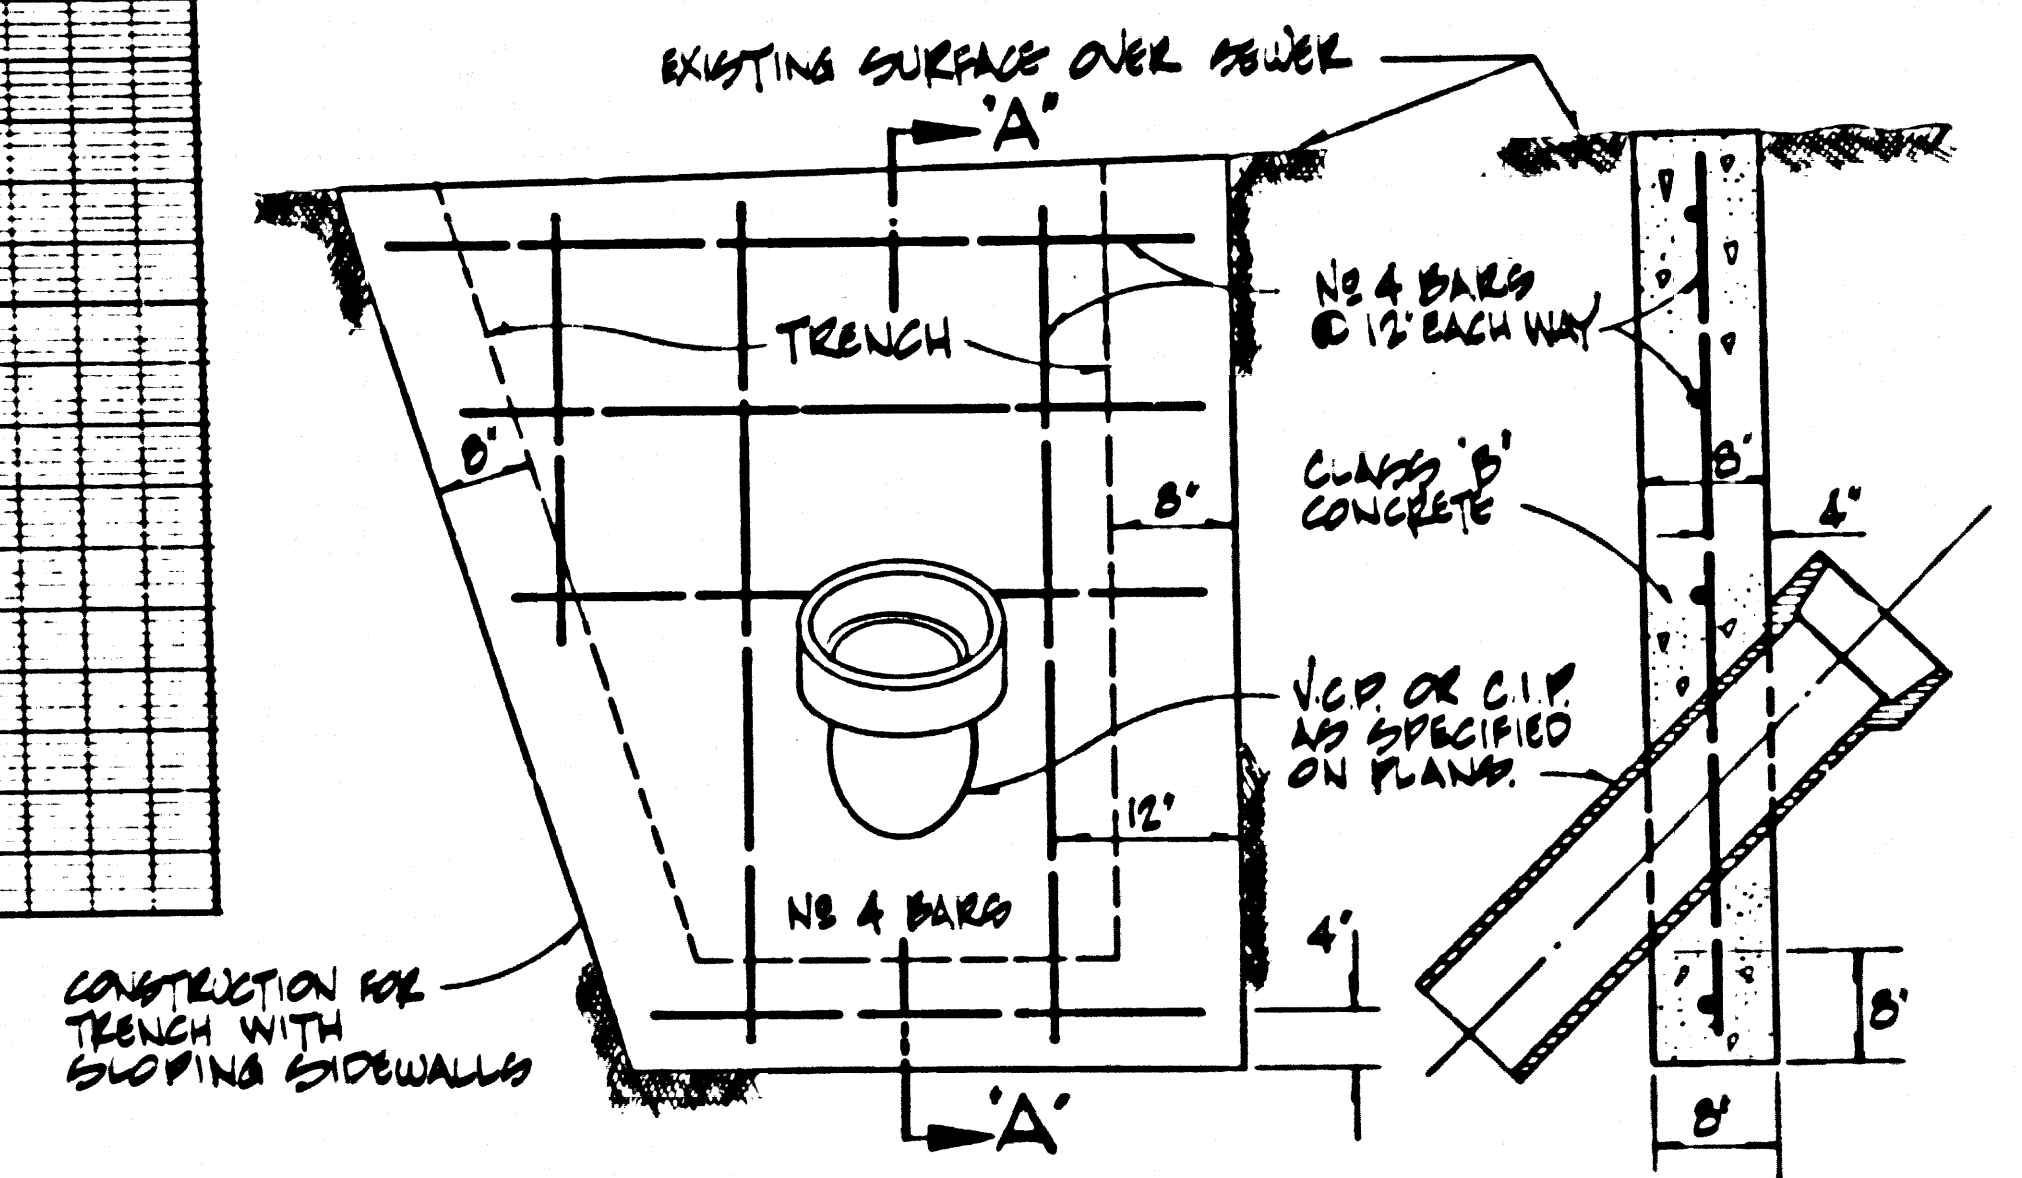 EXISTING SURFACE OVER SEWER
"A"
TRENCH
Nº 4 BARS
@ 12" EACH WAY
8"
8"
CLASS "B"
CONCRETE
8"
4"
V.C.P. OR C.I.P.
AS SPECIFIED
ON PLANS.
12"
Nº 4 BARS
4"
8"
CONSTRUCTION FOR
TRENCH WITH
SLOPING SIDEWALLS
"A"
8"